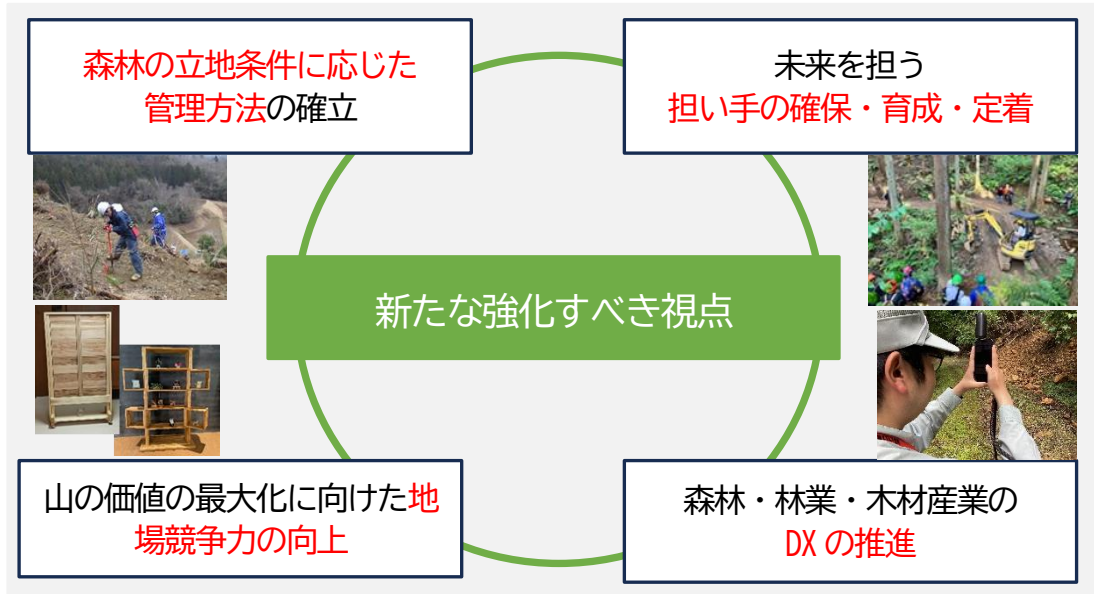 森林の立地条件に応じた
管理方法の確立
未来を担う
担い手の確保・育成・定着
新たな強化すべき視点
山の価値の最大化に向けた地
場競争力の向上
森林・林業・木材産業の
DXの推進